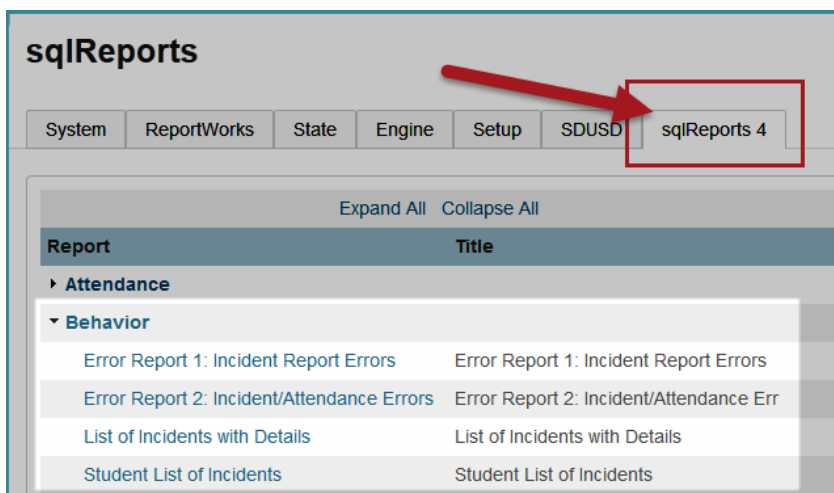 sqlReports
System ReportWorks State Engine Setup SDUSD sqlReports 4
Expand All Collapse All
Report Title
Attendance
Behavior
Error Report 1: Incident Report Errors Error Report 1: Incident Report Errors
Error Report 2: Incident/Attendance Errors Error Report 2: Incident/Attendance Err
List of Incidents with Details List of Incidents with Details
Student List of Incidents Student List of Incidents